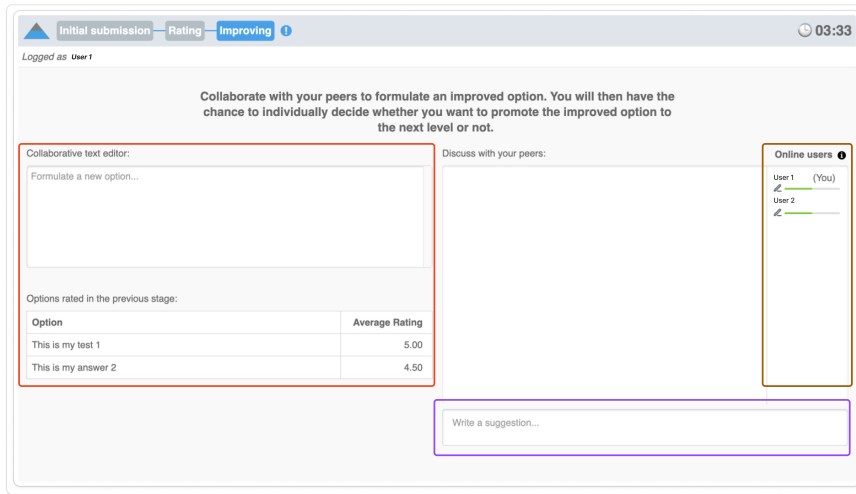 Initial submission Rating Improving
03:33
Logged as User 1
Collaborate with your peers to formulate an improved option. You will then have the
chance to individually decide whether you want to promote the improved option to
the next level or not.
Collaborative text editor:
Formulate a new option...
Options rated in the previous stage:
Option Average Rating
This is my test 1 5.00
This is my answer 2 4.50
Discuss with your peers:
Write a suggestion...
Online users
User 1 (You)
User 2